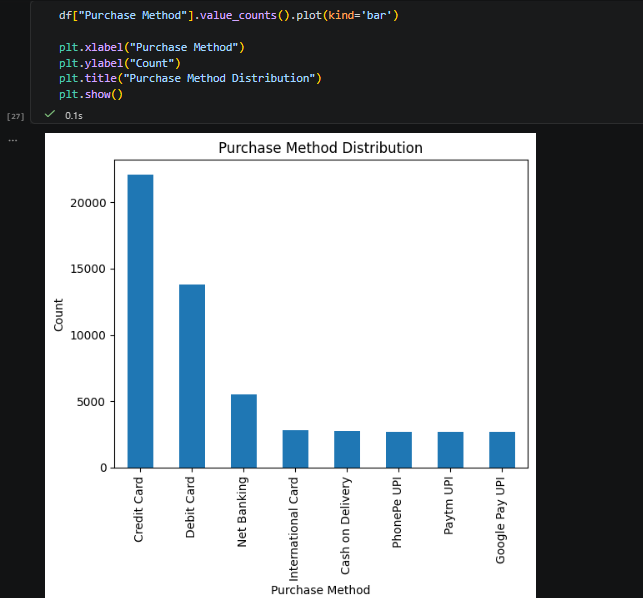 df["Purchase Method"].value_counts().plot(kind='bar')
plt.xlabel("Purchase Method")
plt.ylabel("Count")
plt.title("Purchase Method Distribution")
plt.show()
[27]
0.1s
...
Purchase Method Distribution
Count
20000
15000
10000
5000
0
Credit Card
Debit Card
Net Banking
International Card
Cash on Delivery
PhonePe UPI
Paytm UPI
Google Pay UPI
Purchase Method